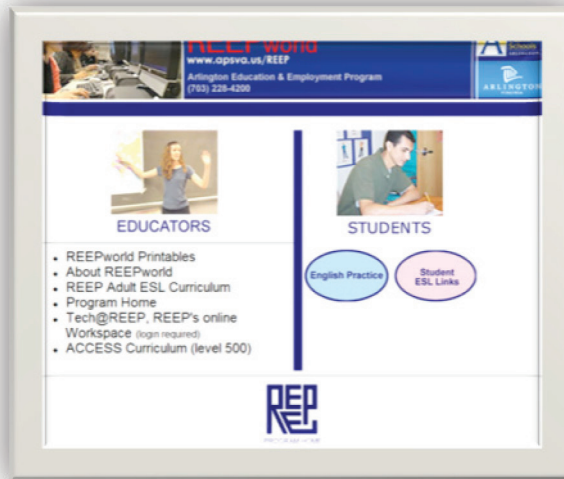 REEPworld
www.apsva.us/REEP
Arlington Education & Employment Program
(703) 228-4200
A
Schools
ARLINGTON
EDUCATORS
STUDENTS
• REEPworld Printables
• About REEPworld
• REEP Adult ESL Curriculum
• Program Home
• Tech@REEP, REEP's online
Workspace (login required)
• ACCESS Curriculum (level 500)
English Practice
Student
ESL Links
REEP
PROGRAM HOME